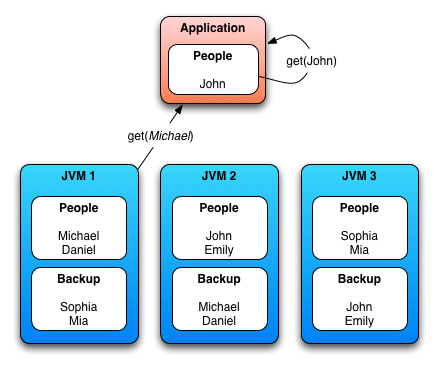 Application
People
John
get(John)
get(Michael)
JVM 1
People
Michael
Daniel
Backup
Sophia
Mia
JVM 2
People
John
Emily
Backup
Michael
Daniel
JVM 3
People
Sophia
Mia
Backup
John
Emily